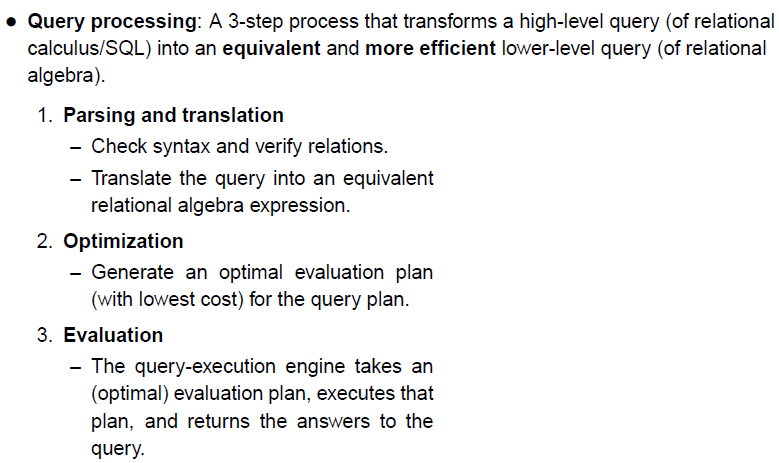 ● Query processing: A 3-step process that transforms a high-level query (of relational
calculus/SQL) into an equivalent and more efficient lower-level query (of relational
algebra).
1. Parsing and translation
– Check syntax and verify relations.
– Translate the query into an equivalent
relational algebra expression.
2. Optimization
– Generate an optimal evaluation plan
(with lowest cost) for the query plan.
3. Evaluation
– The query-execution engine takes an
(optimal) evaluation plan, executes that
plan, and returns the answers to the
query.